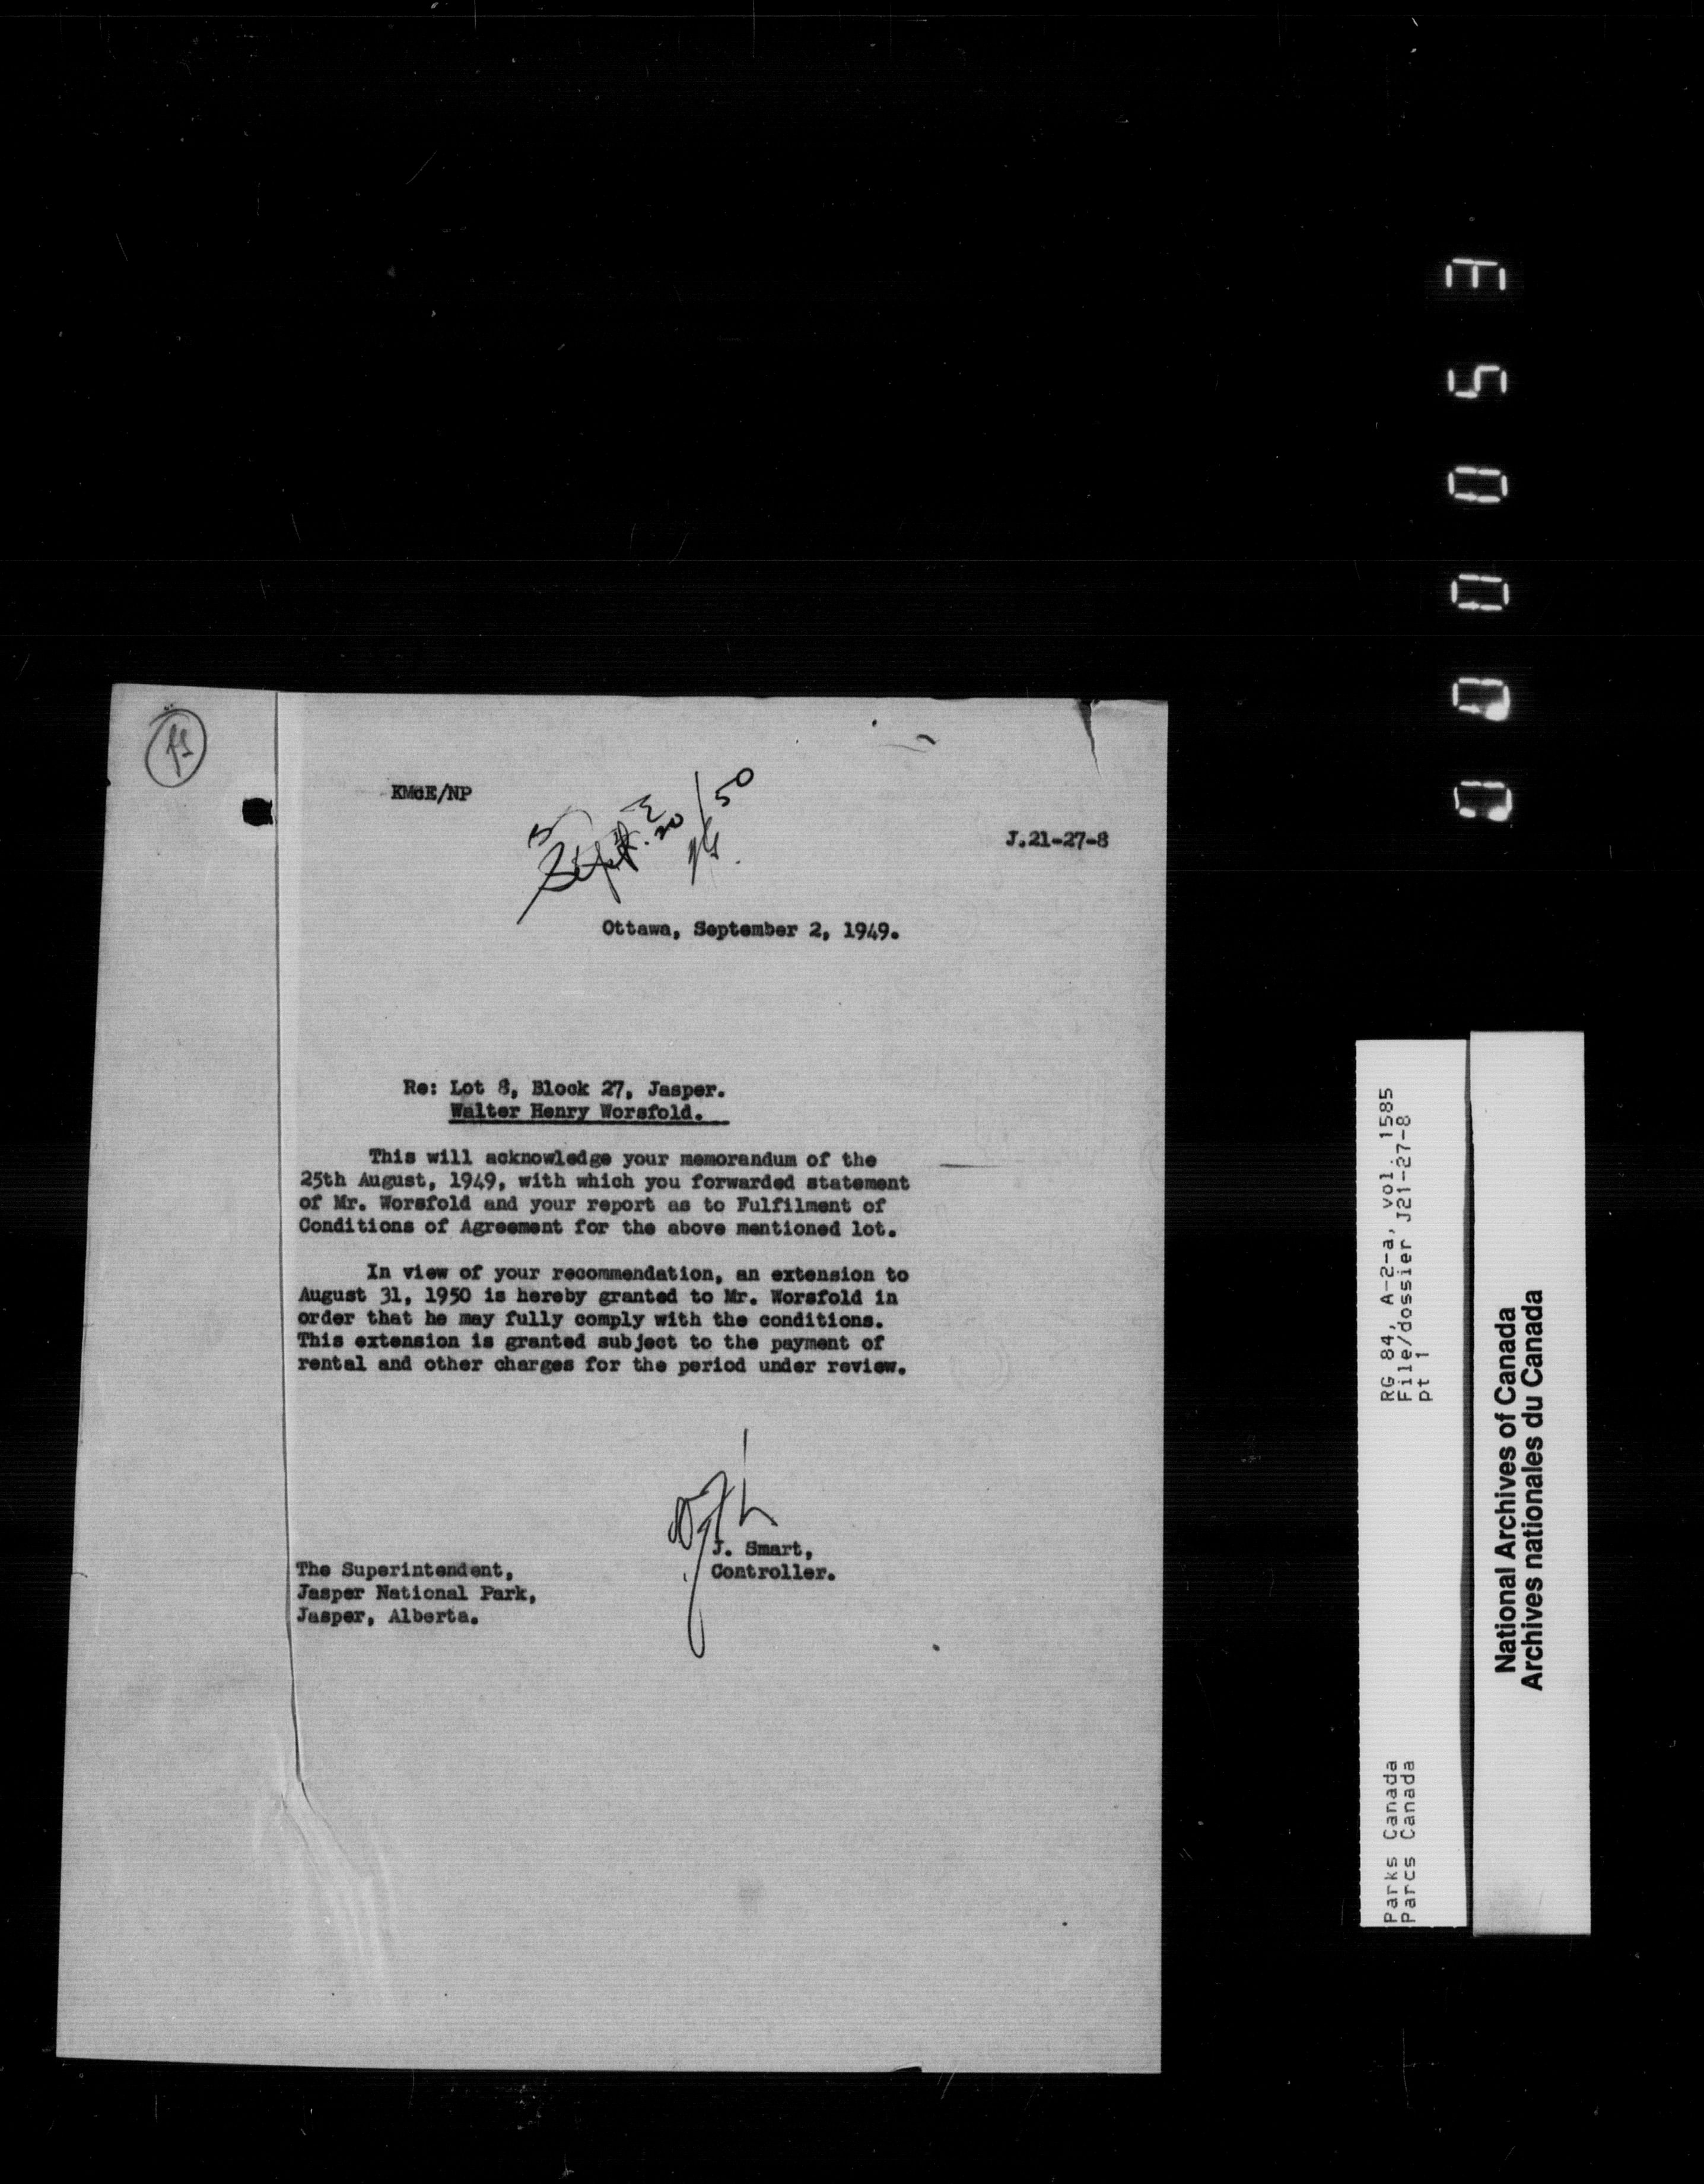 KMcE/NP
Sept. 20/50
J.21-27-8
Ottawa, September 2, 1949.
Re: Lot 8, Block 27, Jasper.
Walter Henry Worsfold.
This will acknowledge your memorandum of the
25th August, 1949, with which you forwarded statement
of Mr. Worsfold and your report as to Fulfilment of
Conditions of Agreement for the above mentioned lot.
In view of your recommendation, an extension to
August 31, 1950 is hereby granted to Mr. Worsfold in
order that he may fully comply with the conditions.
This extension is granted subject to the payment of
rental and other charges for the period under review.
J. Smart,
Controller.
The Superintendent,
Jasper National Park,
Jasper, Alberta.
RG 84, A-2-a, vol. 1585
File/dossier J21-27-8
pt 1
Parks Canada
Parcs Canada
National Archives of Canada
Archives nationales du Canada